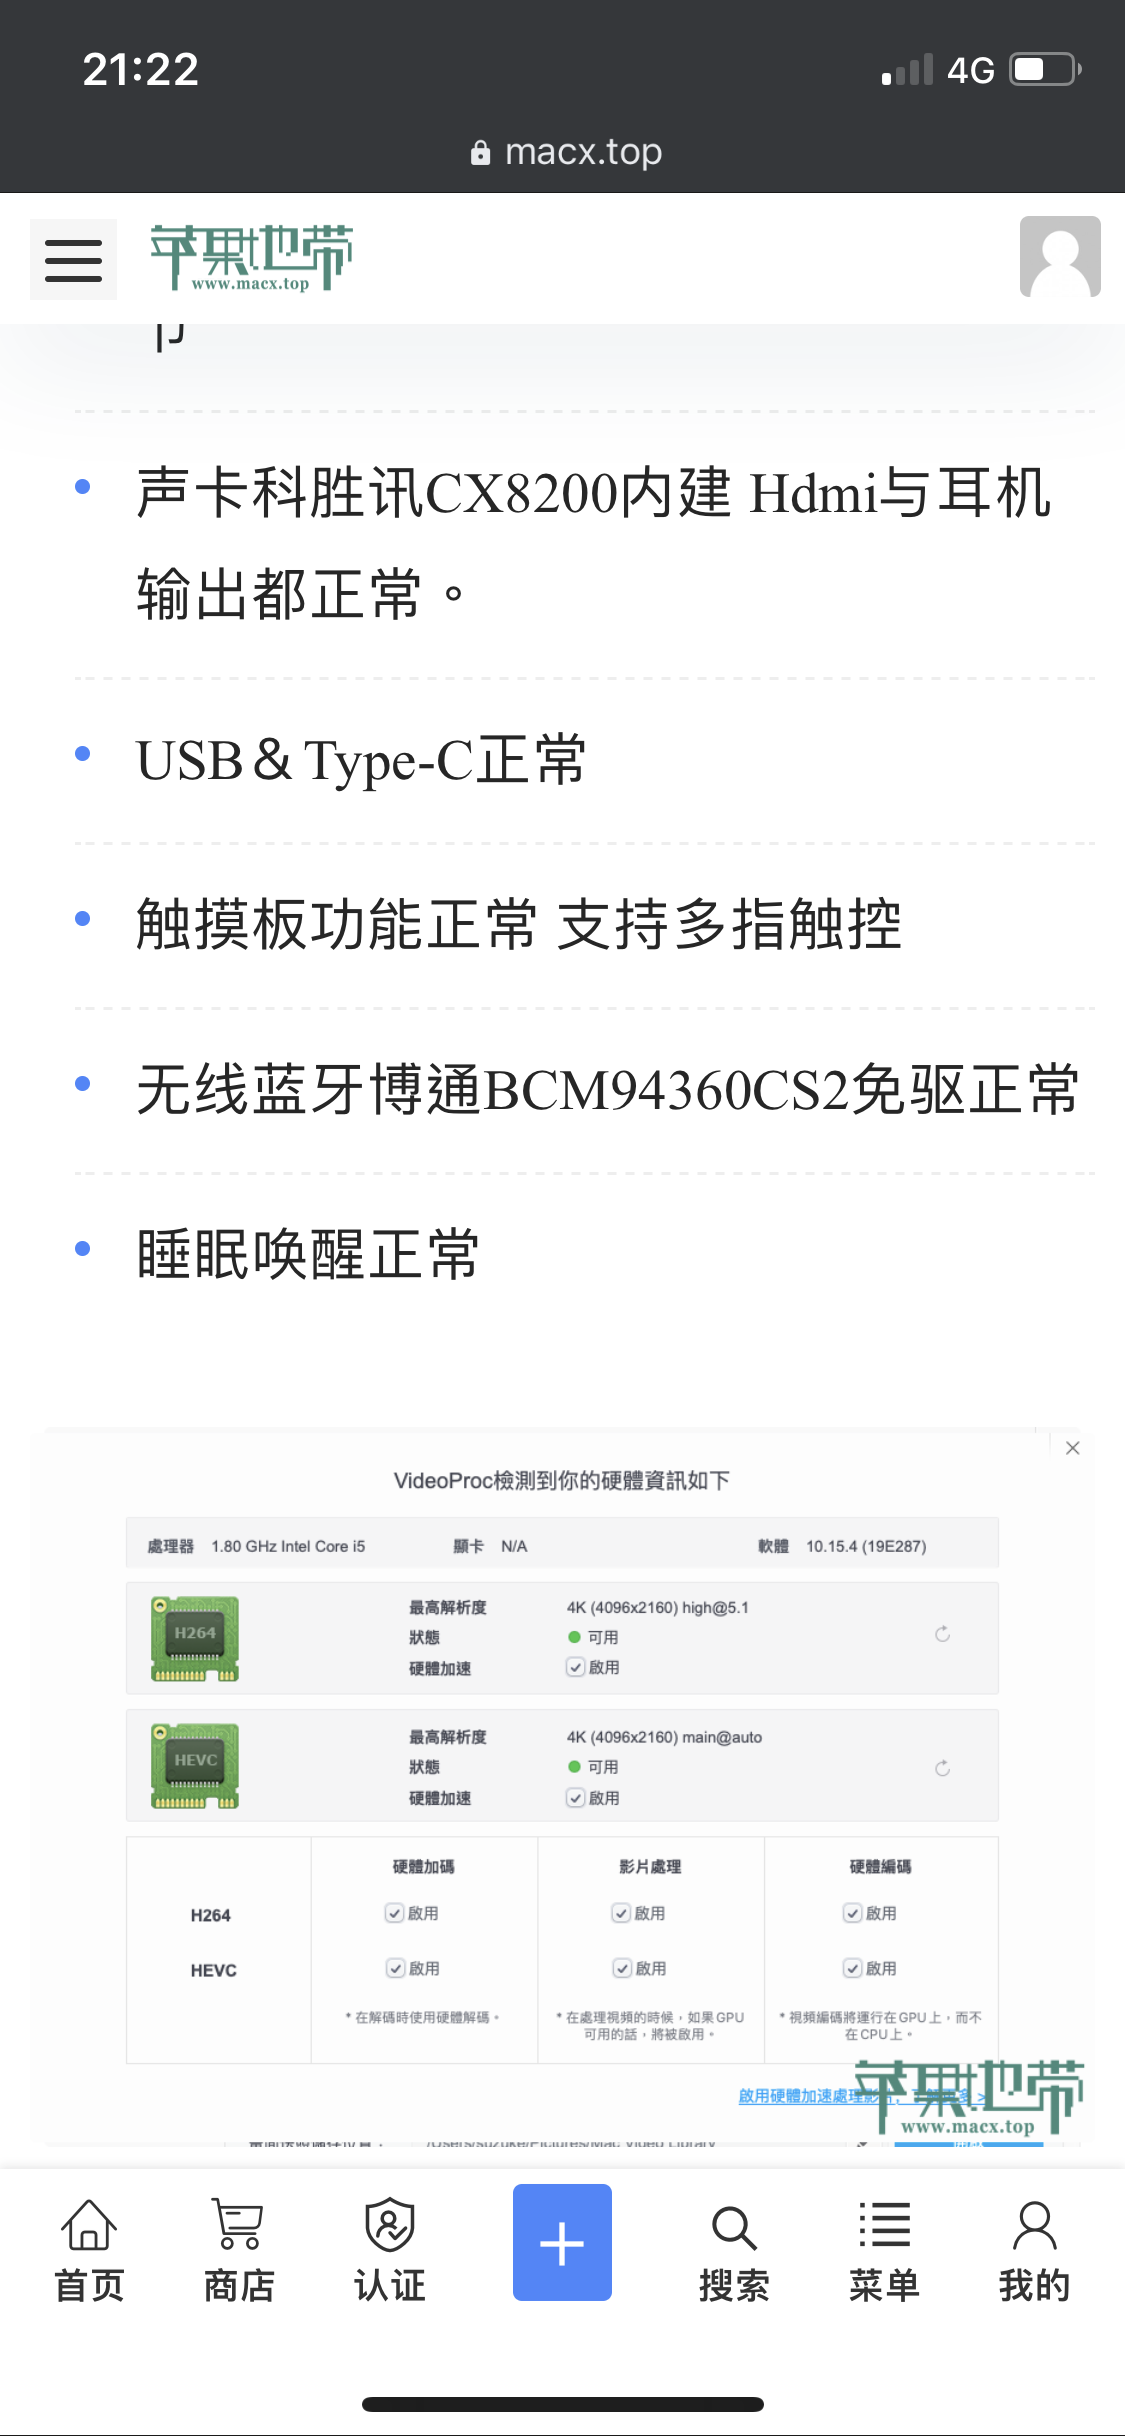 21:22
4G
macx.top
苹果地带
www.macx.top
声卡科胜讯CX8200内建 Hdmi与耳机
输出都正常。
USB＆Type-C正常
触摸板功能正常 支持多指触控
无线蓝牙博通BCM94360CS2免驱正常
睡眠唤醒正常
VideoProc檢測到你的硬體資訊如下
處理器 1.80 GHz Intel Core i5 顯卡 N/A 軟體 10.15.4 (19E287)
H264
最高解析度 4K (4096x2160) high@5.1
狀態 可用
硬體加速 啟用
HEVC
最高解析度 4K (4096x2160) main@auto
狀態 可用
硬體加速 啟用
硬體加碼 影片處理 硬體編碼
H264 啟用 啟用 啟用
HEVC 啟用 啟用 啟用
* 在解碼時使用硬體解碼。
* 在處理視頻的時候，如果GPU
可用的話，將被啟用。
* 視頻編碼將運行在GPU上，而不
在CPU上。
啟用硬體加速處理影片，了解更多 >
苹果地带
www.macx.top
/Users/suzuke/Pictures/Mac Video Library
首页 商店 认证 搜索 菜单 我的